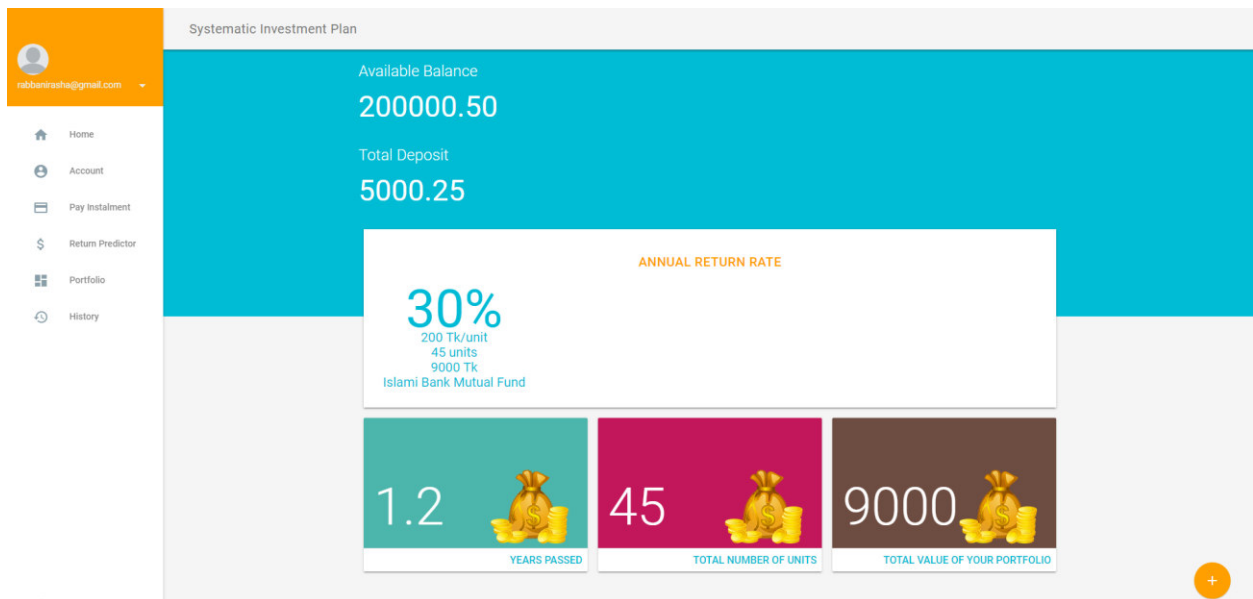 Systematic Investment Plan
rabbanirasha@gmail.com
Home
Account
Pay Instalment
Return Predictor
Portfolio
History
Available Balance
200000.50
Total Deposit
5000.25
ANNUAL RETURN RATE
30%
200 Tk/unit
45 units
9000 Tk
Islami Bank Mutual Fund
1.2
YEARS PASSED
45
TOTAL NUMBER OF UNITS
9000
TOTAL VALUE OF YOUR PORTFOLIO